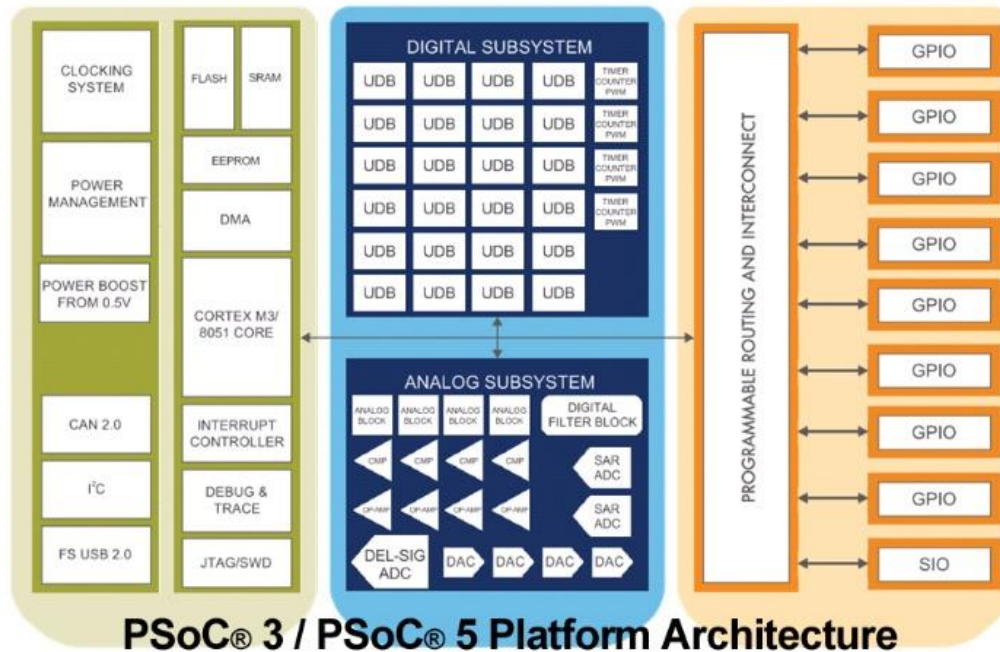 CLOCKING
SYSTEM
POWER
MANAGEMENT
POWER BOOST
FROM 0.5V
CAN 2.0
I²C
FS USB 2.0
FLASH
SRAM
EEPROM
DMA
CORTEX M3/
8051 CORE
INTERRUPT
CONTROLLER
DEBUG &
TRACE
JTAG/SWD
DIGITAL SUBSYSTEM
UDB UDB UDB UDB
TIMER
COUNTER
PWM
UDB UDB UDB UDB
TIMER
COUNTER
PWM
UDB UDB UDB UDB
TIMER
COUNTER
PWM
UDB UDB UDB UDB
TIMER
COUNTER
PWM
UDB UDB UDB UDB
UDB UDB UDB UDB
ANALOG SUBSYSTEM
ANALOG
BLOCK
ANALOG
BLOCK
ANALOG
BLOCK
ANALOG
BLOCK
DIGITAL
FILTER BLOCK
CMP CMP CMP CMP
SAR
ADC
OP-AMP OP-AMP OP-AMP OP-AMP
SAR
ADC
DEL-SIG
ADC
DAC DAC DAC DAC
PROGRAMMABLE ROUTING AND INTERCONNECT
GPIO
GPIO
GPIO
GPIO
GPIO
GPIO
GPIO
GPIO
SIO
PSoC® 3 / PSoC® 5 Platform Architecture